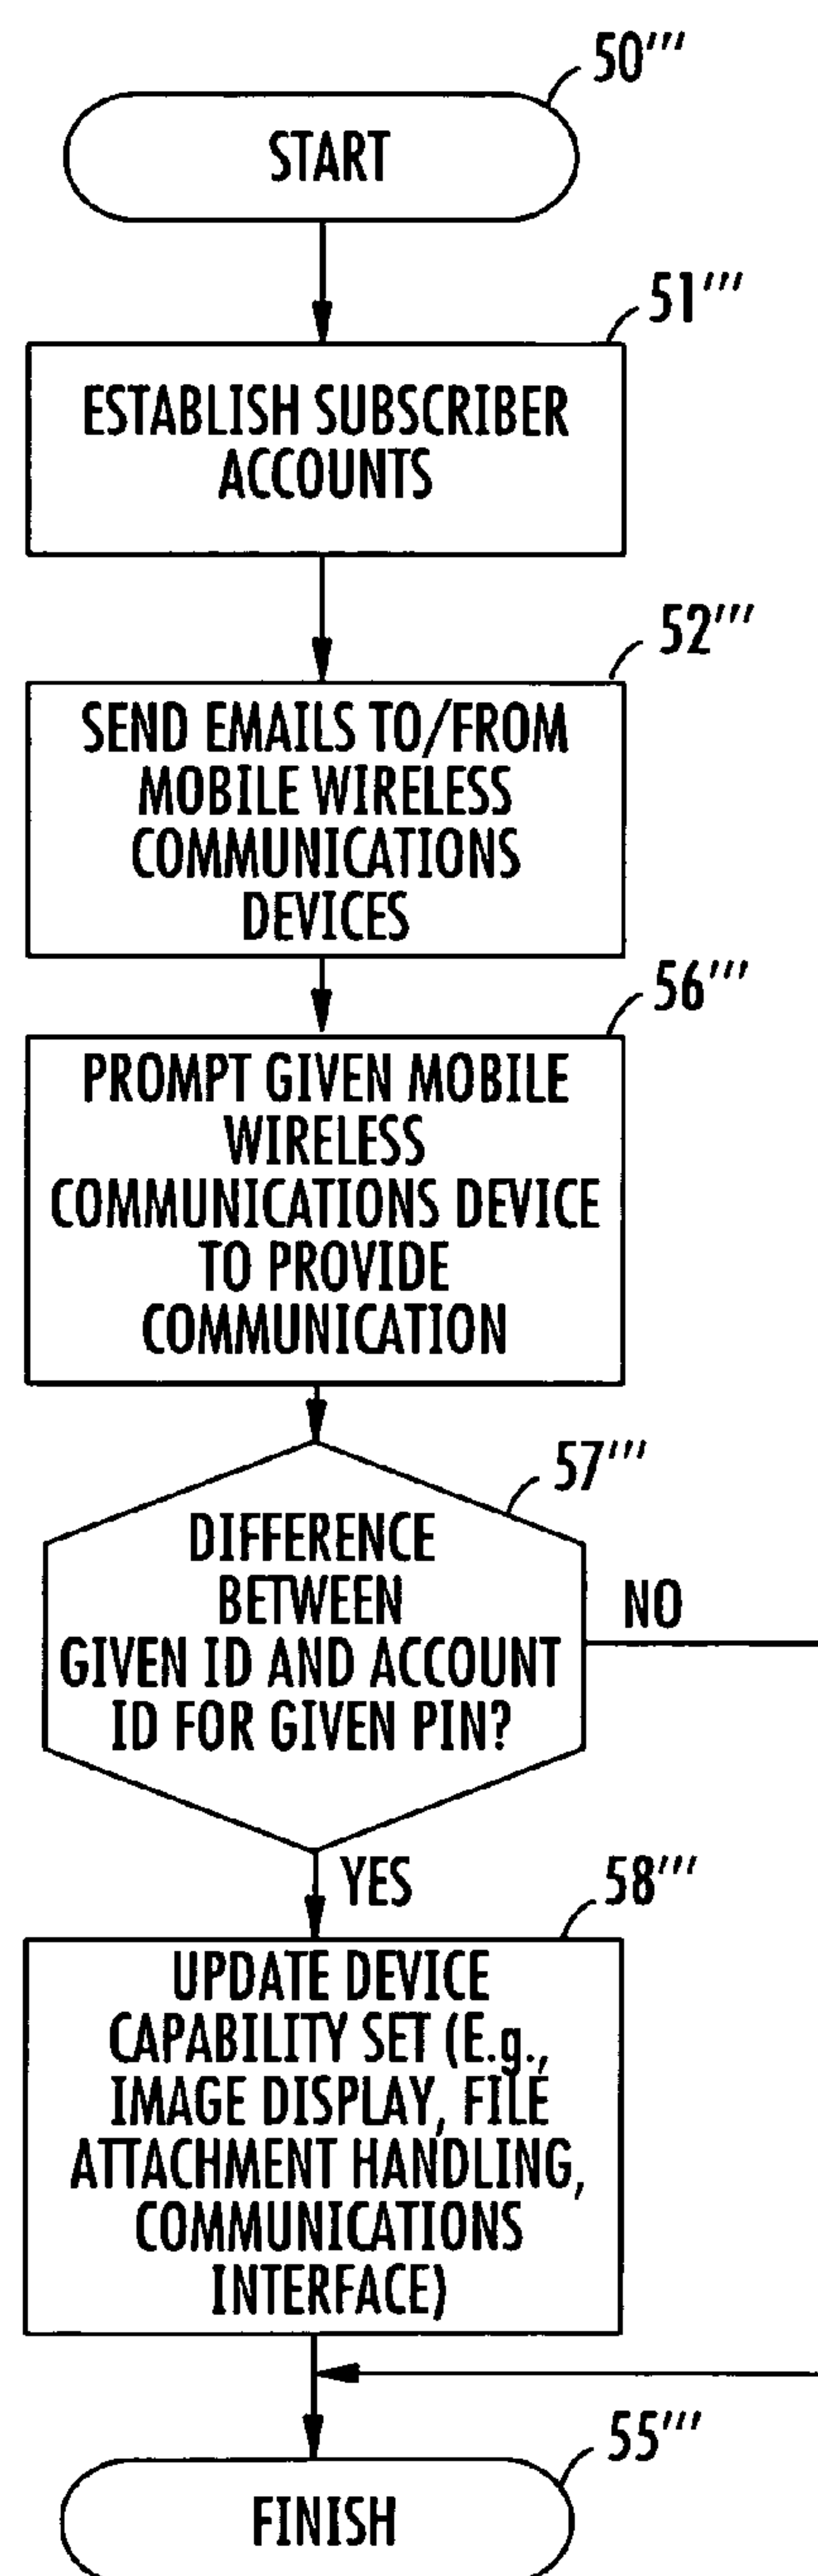 50'''
START
51'''
ESTABLISH SUBSCRIBER
ACCOUNTS
52'''
SEND EMAILS TO/FROM
MOBILE WIRELESS
COMMUNICATIONS
DEVICES
56'''
PROMPT GIVEN MOBILE
WIRELESS
COMMUNICATIONS DEVICE
TO PROVIDE
COMMUNICATION
57'''
DIFFERENCE
BETWEEN
GIVEN ID AND ACCOUNT
ID FOR GIVEN PIN?
NO
YES
58'''
UPDATE DEVICE
CAPABILITY SET (E.g.,
IMAGE DISPLAY, FILE
ATTACHMENT HANDLING,
COMMUNICATIONS
INTERFACE)
55'''
FINISH